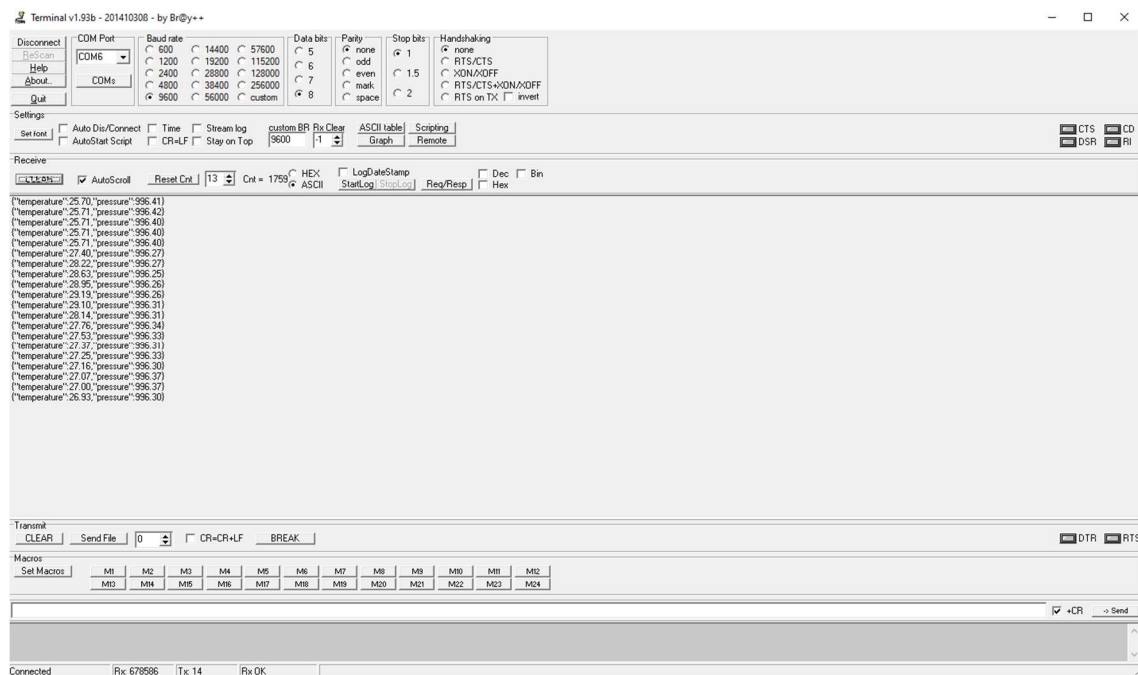 Terminal v1.93b - 201410308 - by Br@y++
Disconnect
ReScan
Help
About..
Quit
COM Port
COM6
COMs
Baud rate
600 14400 57600
1200 19200 115200
2400 28800 128000
4800 38400 256000
9600 56000 custom
Data bits
5
6
7
8
Parity
none
odd
even
mark
space
Stop bits
1
1.5
2
Handshaking
none
RTS/CTS
XON/XOFF
RTS/CTS+XON/XOFF
RTS on TX invert
Settings
Set font
Auto Dis/Connect Time Stream log
AutoStart Script CR=LF Stay on Top
custom BR Rx Clear
9600 -1
ASCII table Scripting
Graph Remote
CTS CD
DSR RI
Receive
CLEAR AutoScroll Reset Cnt 13 Cnt = 1759
HEX
ASCII
LogDateStamp
StartLog StopLog Req/Resp
Dec Bin
Hex
{"temperature":25.70,"pressure":996.41}
{"temperature":25.71,"pressure":996.42}
{"temperature":25.71,"pressure":996.40}
{"temperature":25.71,"pressure":996.40}
{"temperature":25.71,"pressure":996.40}
{"temperature":27.40,"pressure":996.27}
{"temperature":28.22,"pressure":996.27}
{"temperature":28.63,"pressure":996.25}
{"temperature":28.95,"pressure":996.26}
{"temperature":29.19,"pressure":996.26}
{"temperature":29.10,"pressure":996.31}
{"temperature":28.14,"pressure":996.31}
{"temperature":27.76,"pressure":996.34}
{"temperature":27.53,"pressure":996.33}
{"temperature":27.37,"pressure":996.31}
{"temperature":27.25,"pressure":996.33}
{"temperature":27.16,"pressure":996.30}
{"temperature":27.07,"pressure":996.37}
{"temperature":27.00,"pressure":996.37}
{"temperature":26.93,"pressure":996.30}
Transmit
CLEAR Send File 0 CR=CR+LF BREAK
DTR RTS
Macros
Set Macros
M1 M2 M3 M4 M5 M6 M7 M8 M9 M10 M11 M12
M13 M14 M15 M16 M17 M18 M19 M20 M21 M22 M23 M24
+CR -> Send
Connected Rx: 678586 Tx: 14 Rx OK